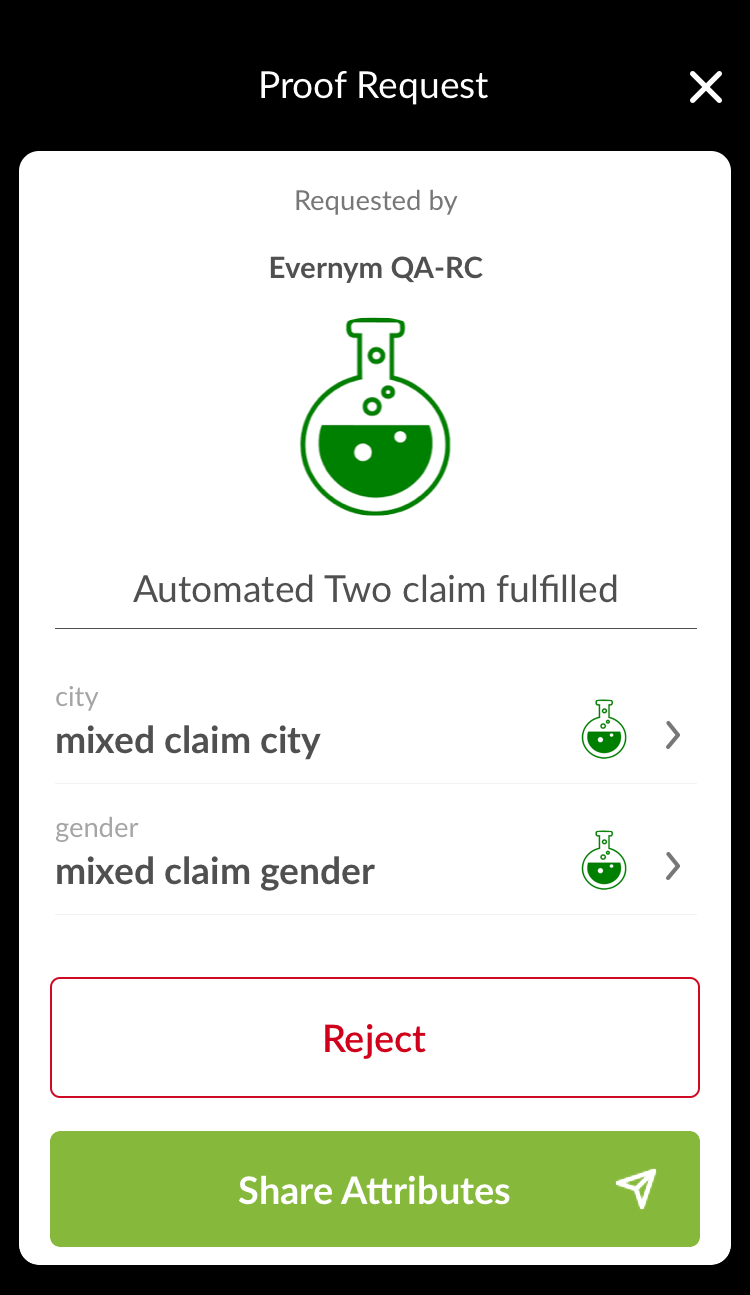 Proof Request
Requested by
Evernym QA-RC
Automated Two claim fulfilled
city
mixed claim city
gender
mixed claim gender
Reject
Share Attributes